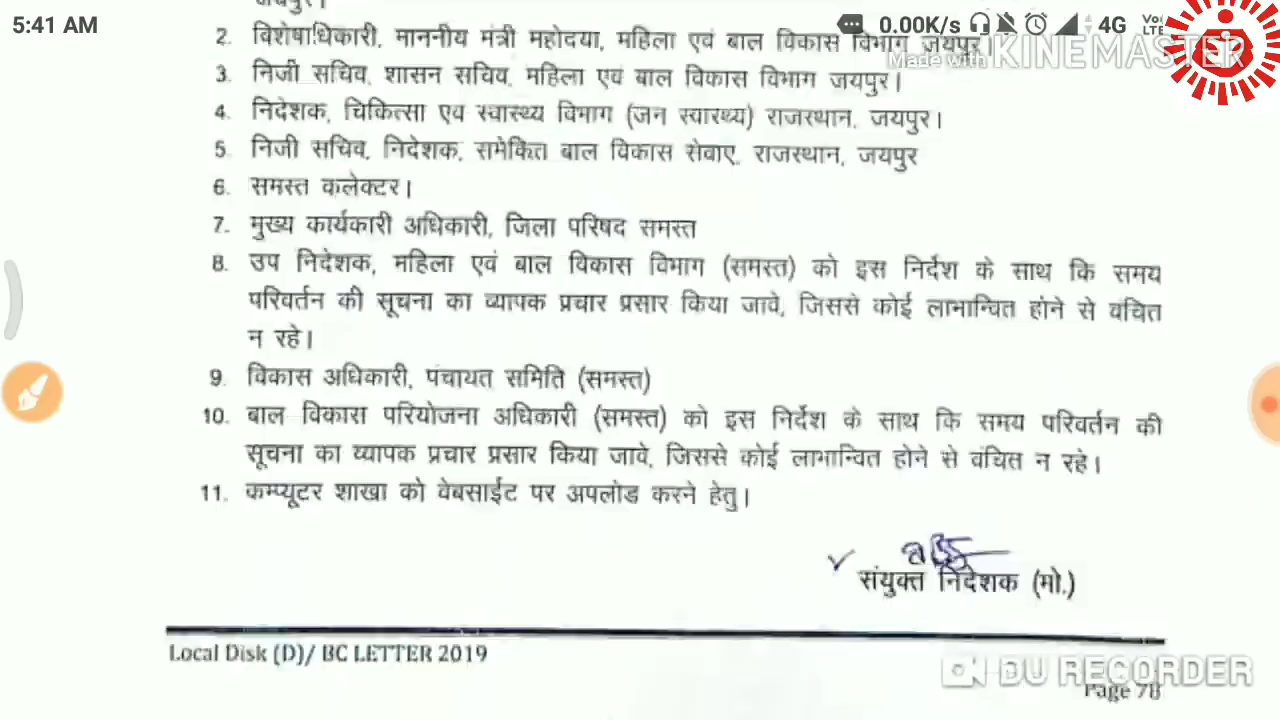 5:41 AM 0.00K/s 4G Vo LTE
जयपुर।
2. विशेषाधिकारी, माननीय मंत्री महोदया, महिला एवं बाल विकास विभाग जयपुर।
Made with KINEMASTER
3. निजी सचिव, शासन सचिव, महिला एवं बाल विकास विभाग जयपुर।
4. निदेशक, चिकित्सा एव स्वास्थ्य विभाग (जन स्वास्थ्य) राजस्थान, जयपुर।
5. निजी सचिव, निदेशक, समेकित बाल विकास सेवाए, राजस्थान, जयपुर
6. समस्त कलेक्टर।
7. मुख्य कार्यकारी अधिकारी, जिला परिषद समस्त
8. उप निदेशक, महिला एवं बाल विकास विभाग (समस्त) को इस निर्देश के साथ कि समय
परिवर्तन की सूचना का व्यापक प्रचार प्रसार किया जावे, जिससे कोई लाभान्वित होने से वंचित
न रहे।
9. विकास अधिकारी, पंचायत समिति (समस्त)
10. बाल विकास परियोजना अधिकारी (समस्त) को इस निर्देश के साथ कि समय परिवर्तन की
सूचना का व्यापक प्रचार प्रसार किया जावे, जिससे कोई लाभान्वित होने से वंचित न रहे।
11. कम्प्यूटर शाखा को वेबसाईट पर अपलोड करने हेतु।
संयुक्त निदेशक (मो.)
Local Disk (D)/ BC LETTER 2019
DU RECORDER
Page 78